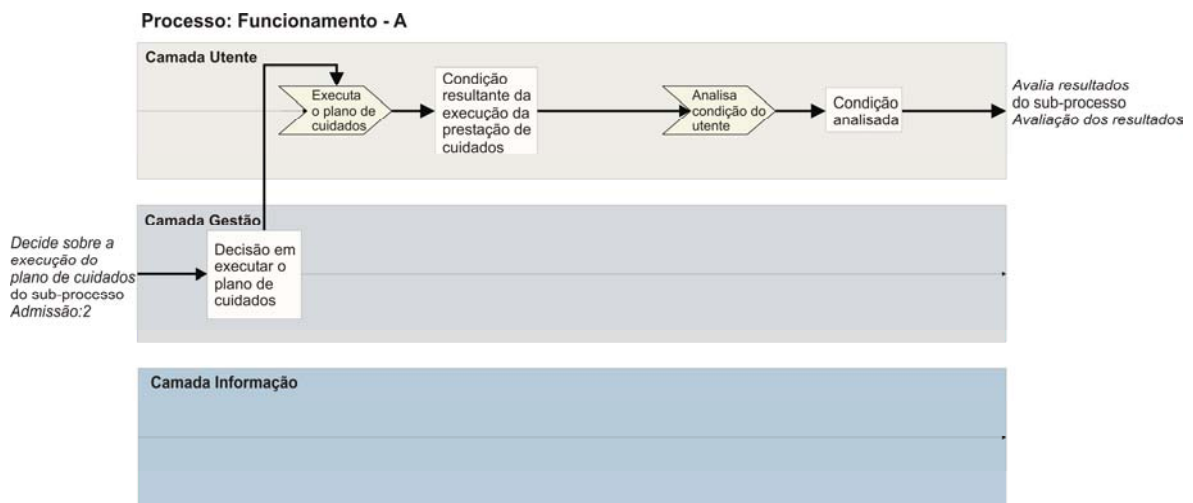 Processo: Funcionamento - A
Camada Utente
Executa
o plano de
cuidados
Condição
resultante da
execução da
prestação de
cuidados
Analisa
condição do
utente
Condição
analisada
Avalia resultados
do sub-processo
Avaliação dos resultados
Camada Gestão
Decide sobre a
execução do
plano de cuidados
do sub-processo
Admissão:2
Decisão em
executar o
plano de
cuidados
Camada Informação